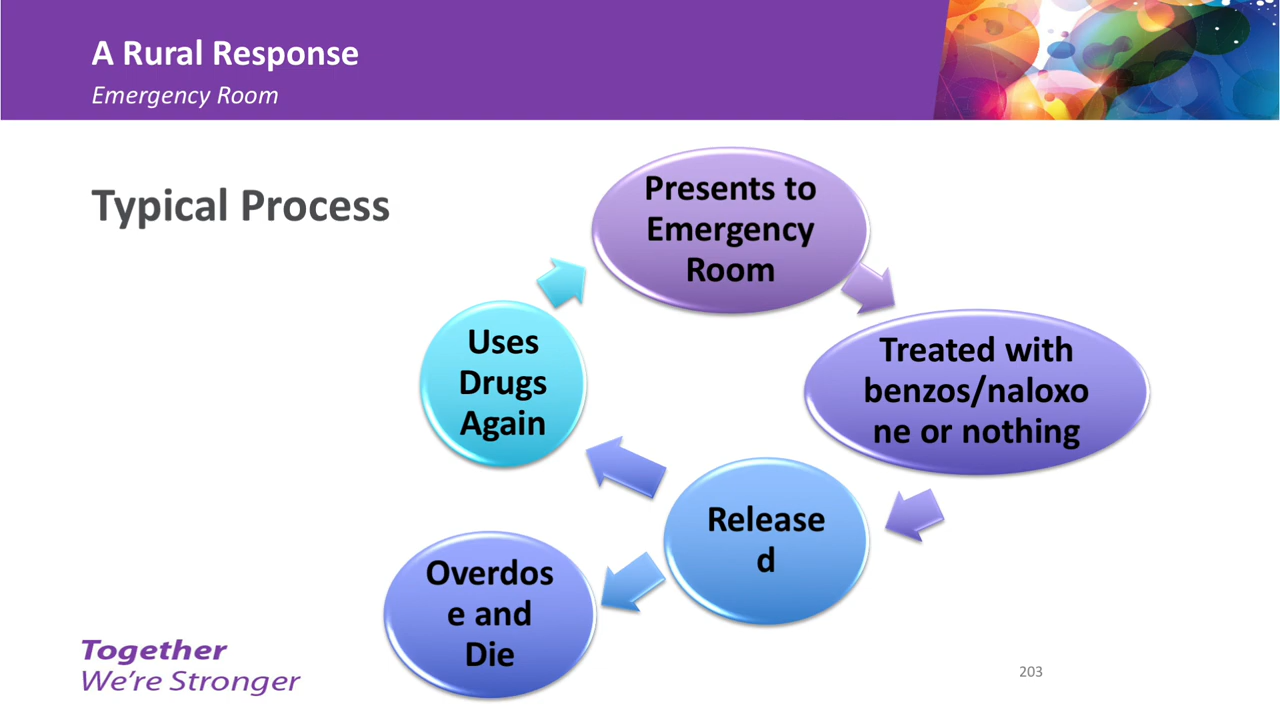 A Rural Response
Emergency Room
Typical Process
Presents to
Emergency
Room
Treated with
benzos/naloxo
ne or nothing
Release
d
Uses
Drugs
Again
Overdos
e and
Die
Together
We're Stronger
203